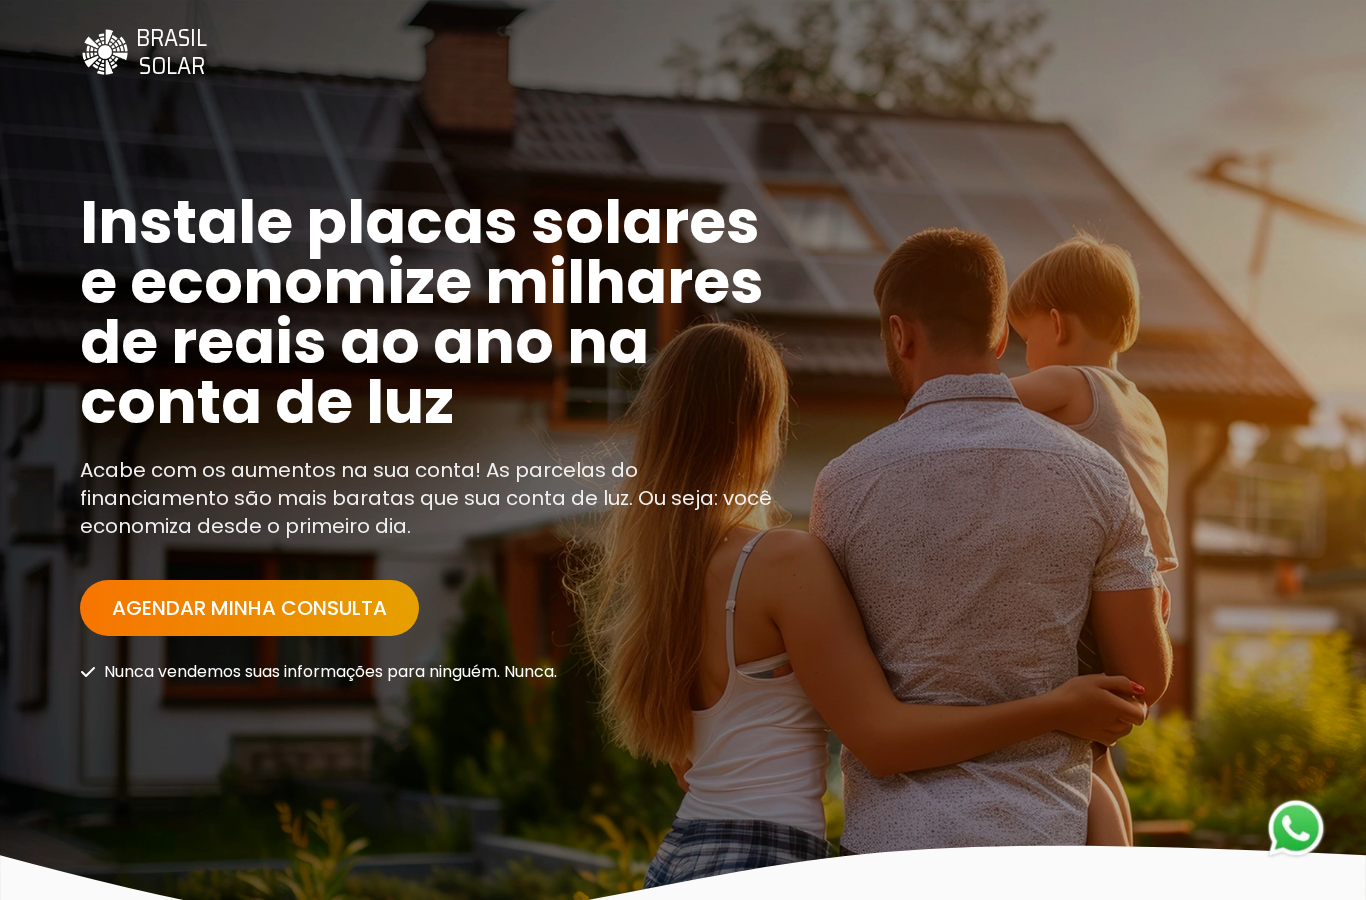 BRASIL
SOLAR
Instale placas solares
e economize milhares
de reais ao ano na
conta de luz
Acabe com os aumentos na sua conta! As parcelas do
financiamento são mais baratas que sua conta de luz. Ou seja: você
economiza desde o primeiro dia.
AGENDAR MINHA CONSULTA
Nunca vendemos suas informações para ninguém. Nunca.